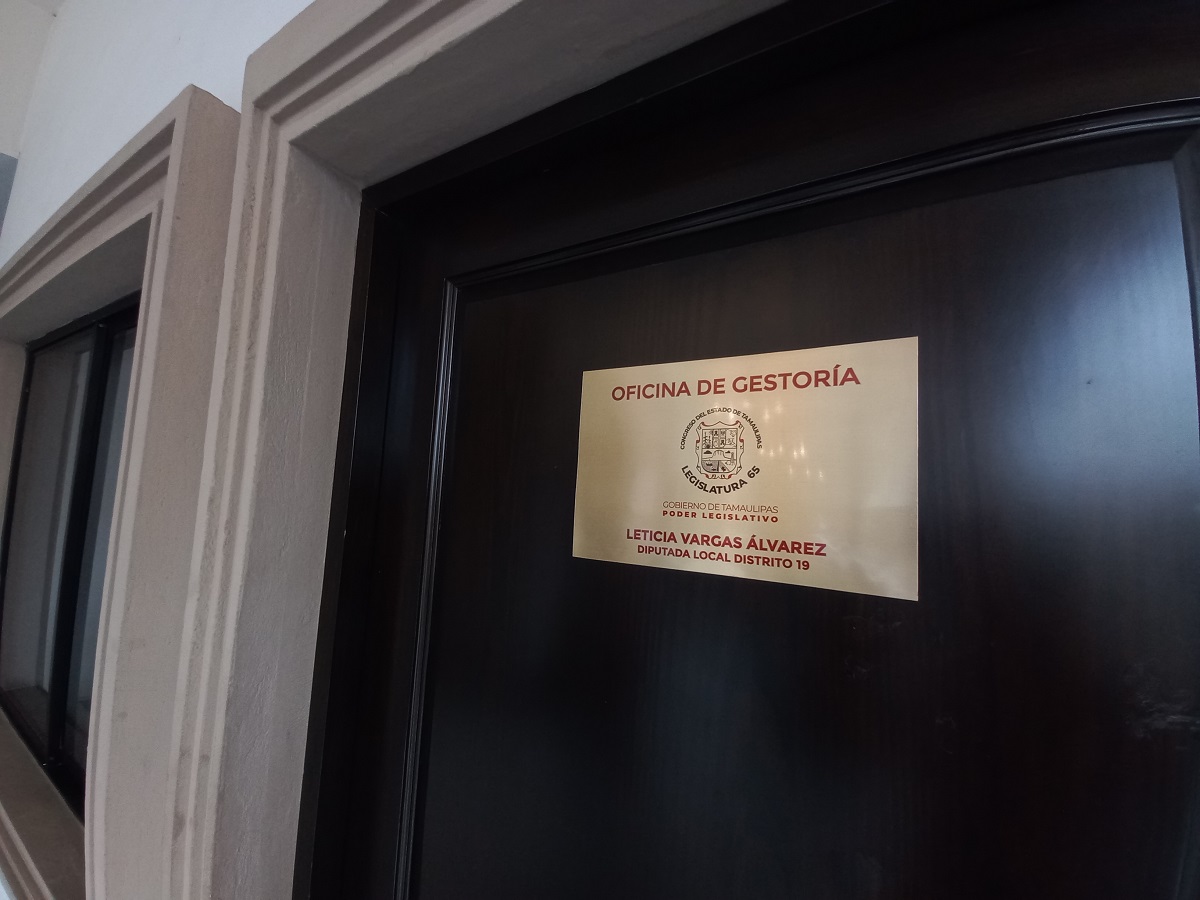 OFICINA DE GESTORÍA
CONGRESO DEL ESTADO DE TAMAULIPAS
LEGISLATURA 65
GOBIERNO DE TAMAULIPAS
PODER LEGISLATIVO
LETICIA VARGAS ÁLVAREZ
DIPUTADA LOCAL DISTRITO 19